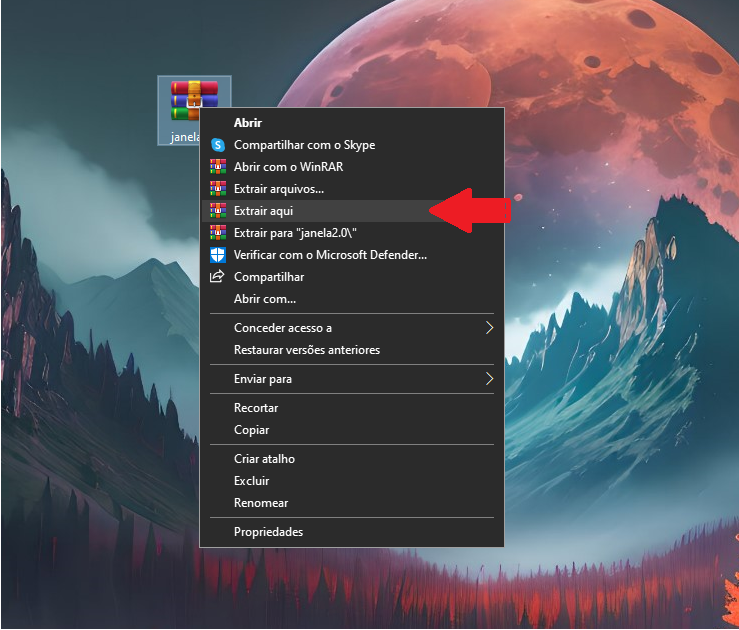 janela
Abrir
Compartilhar com o Skype
Abrir com o WinRAR
Extrair arquivos...
Extrair aqui
Extrair para "janela2.0\"
Verificar com o Microsoft Defender...
Compartilhar
Abrir com...
Conceder acesso a
Restaurar versões anteriores
Enviar para
Recortar
Copiar
Criar atalho
Excluir
Renomear
Propriedades